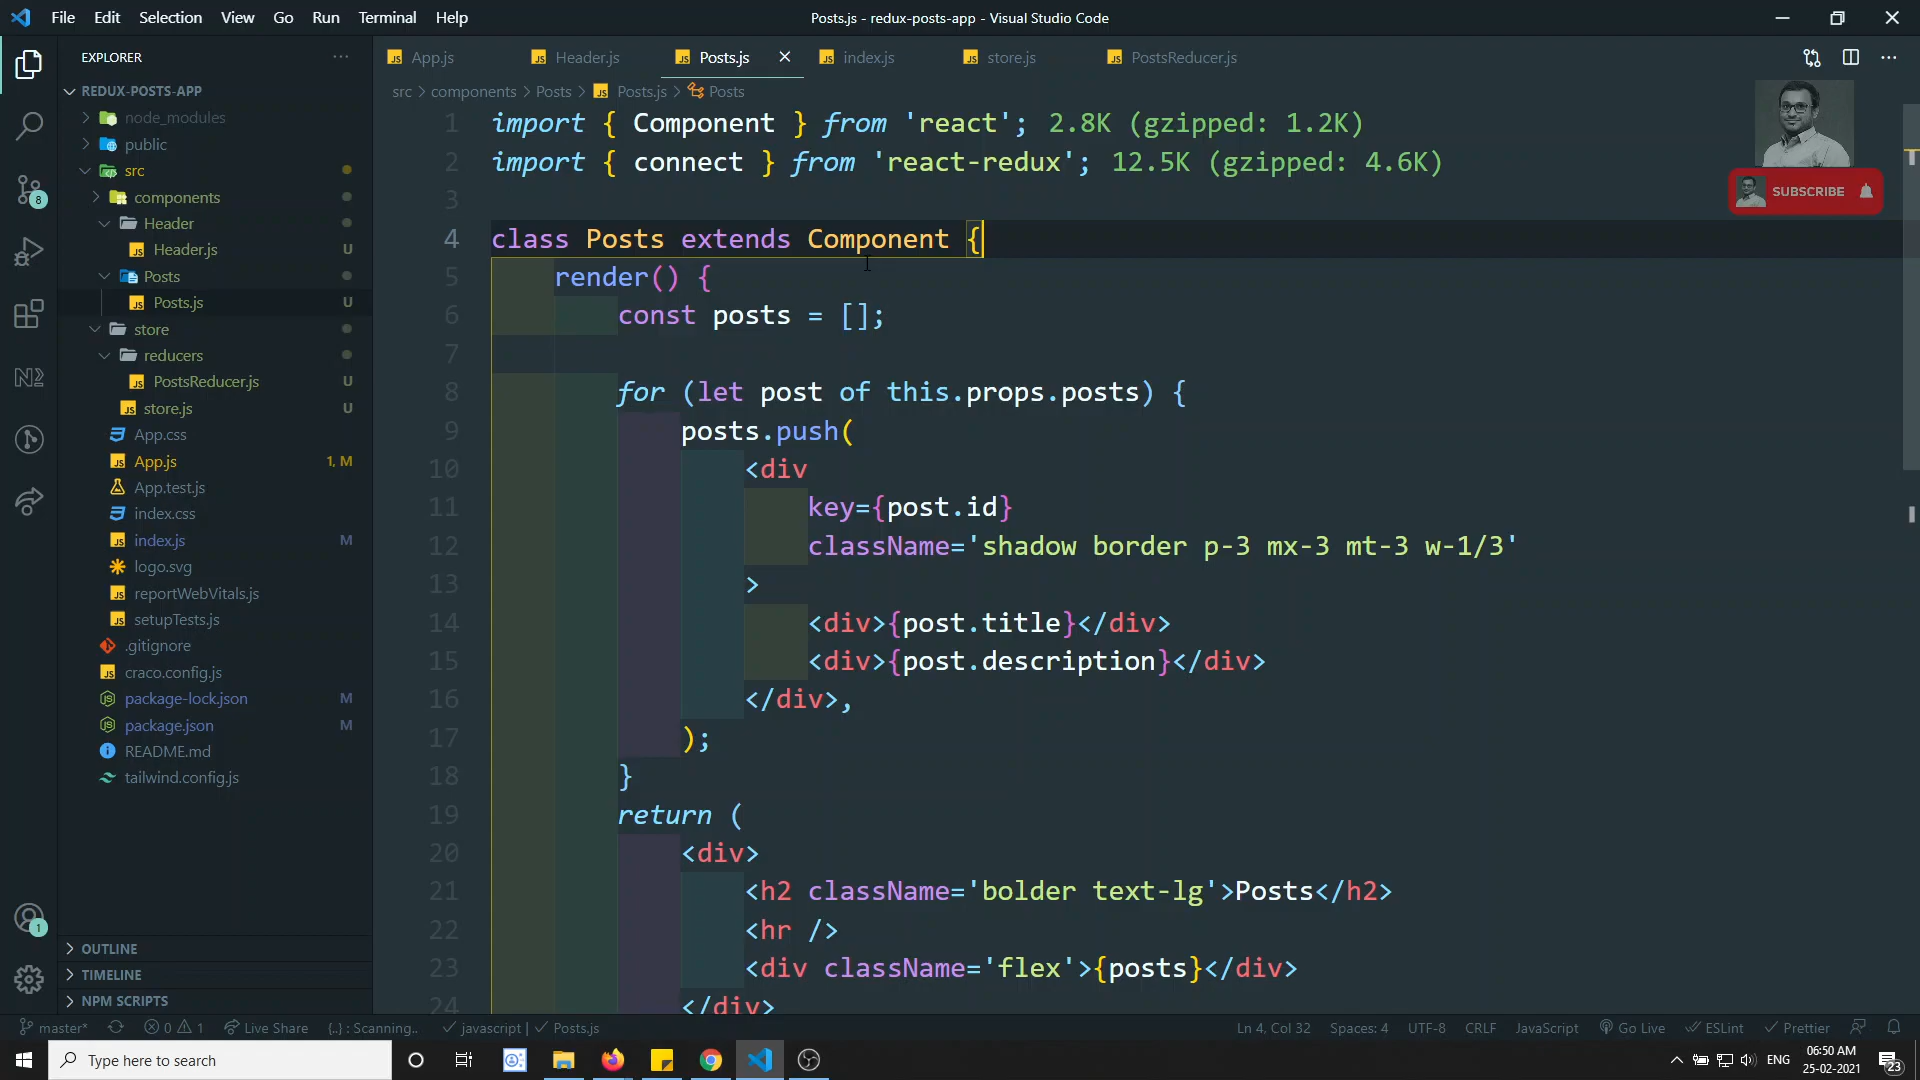 File Edit Selection View Go Run Terminal Help
Posts.js - redux-posts-app - Visual Studio Code
EXPLORER
REDUX-POSTS-APP
node_modules
public
src
components
Header
Header.js U
Posts
Posts.js U
store
reducers
PostsReducer.js U
store.js U
App.css
App.js 1, M
App.test.js
index.css
index.js M
logo.svg
reportWebVitals.js
setupTests.js
.gitignore
craco.config.js
package-lock.json M
package.json M
README.md
tailwind.config.js
OUTLINE
TIMELINE
NPM SCRIPTS
8
1
App.js Header.js Posts.js index.js store.js PostsReducer.js
src > components > Posts > Posts.js > Posts
SUBSCRIBE
1 import { Component } from 'react'; 2.8K (gzipped: 1.2K)
2 import { connect } from 'react-redux'; 12.5K (gzipped: 4.6K)
3
4 class Posts extends Component {
5 render() {
6 const posts = [];
7
8 for (let post of this.props.posts) {
9 posts.push(
10 <div
11 key={post.id}
12 className='shadow border p-3 mx-3 mt-3 w-1/3'
13 >
14 <div>{post.title}</div>
15 <div>{post.description}</div>
16 </div>,
17 );
18 }
19 return (
20 <div>
21 <h2 className='bolder text-lg'>Posts</h2>
22 <hr />
23 <div className='flex'>{posts}</div>
24 </div>
master* 0 1 Live Share {..} : Scanning.. javascript | Posts.js Ln 4, Col 32 Spaces: 4 UTF-8 CRLF JavaScript Go Live ESLint Prettier
Type here to search
ENG
06:50 AM
25-02-2021
23